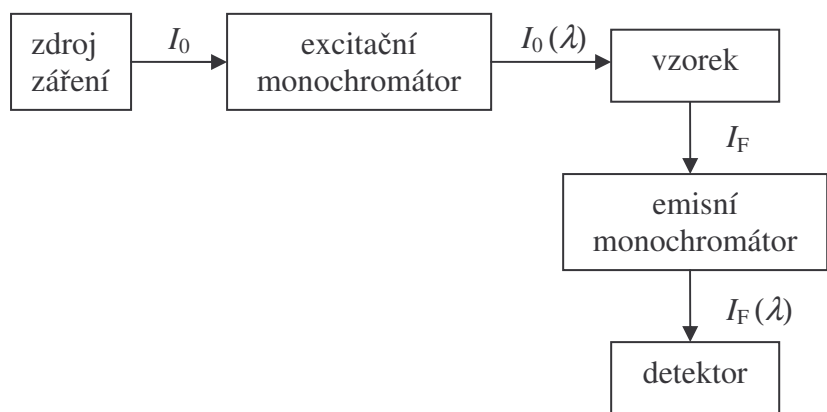 zdroj
záření
I0
excitační
monochromátor
I0 (λ)
vzorek
IF
emisní
monochromátor
IF (λ)
detektor